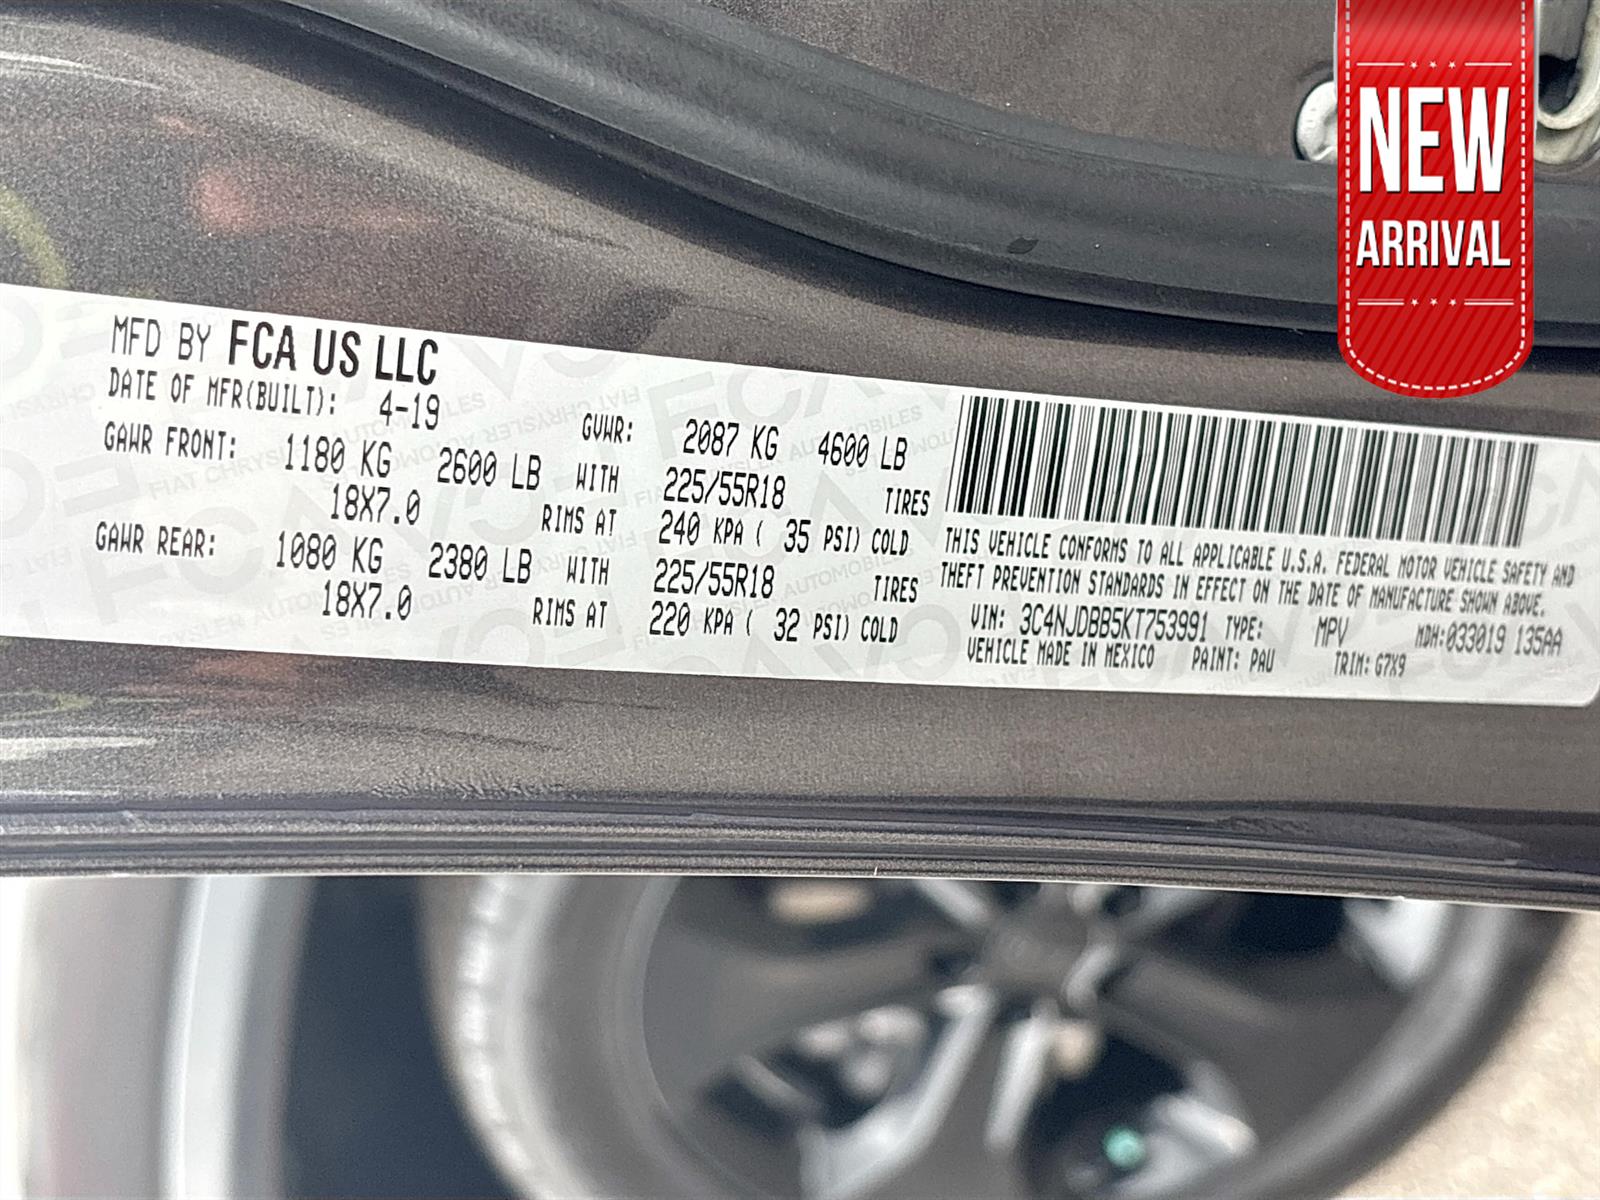 NEW
ARRIVAL
MFD BY FCA US LLC
DATE OF MFR(BUILT): 4-19
GVWR: 2087 KG 4600 LB
GAWR FRONT: 1180 KG 2600 LB WITH 225/55R18 TIRES
18X7.0 RIMS AT 240 KPA ( 35 PSI) COLD
GAWR REAR: 1080 KG 2380 LB WITH 225/55R18 TIRES
18X7.0 RIMS AT 220 KPA ( 32 PSI) COLD
THIS VEHICLE CONFORMS TO ALL APPLICABLE U.S.A. FEDERAL MOTOR VEHICLE SAFETY AND
THEFT PREVENTION STANDARDS IN EFFECT ON THE DATE OF MANUFACTURE SHOWN ABOVE.
VIN: 3C4NJDBB5KT753991 TYPE: MPV MDH:033019 135AA
VEHICLE MADE IN MEXICO PAINT: PAU TRIM: G7X9